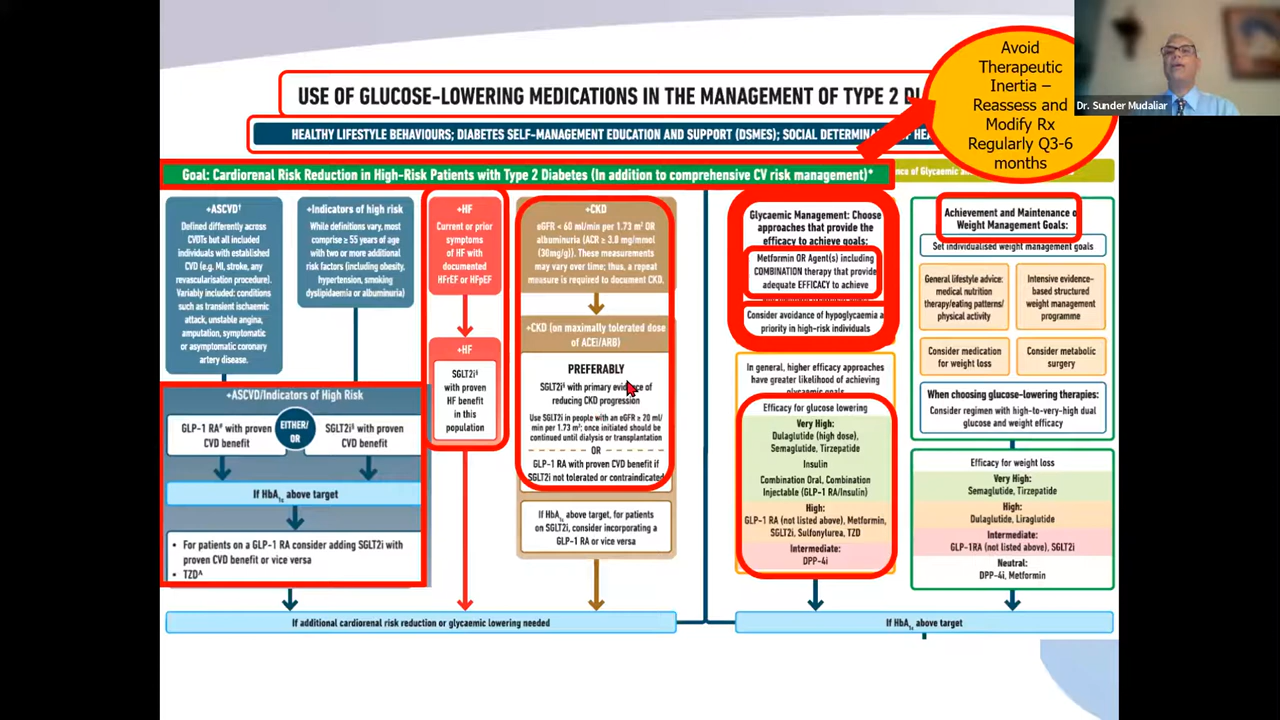 Avoid
Therapeutic
Inertia –
Reassess and
Modify Rx
Regularly Q3-6
months
Dr. Sunder Mudaliar
USE OF GLUCOSE-LOWERING MEDICATIONS IN THE MANAGEMENT OF TYPE 2
HEALTHY LIFESTYLE BEHAVIOURS; DIABETES SELF-MANAGEMENT EDUCATION AND SUPPORT (DSMES); SOCIAL
Goal: Cardiorenal Risk Reduction in High-Risk Patients with Type 2 Diabetes (in addition to comprehensive CV risk management)*
of Glycaemic
+ASCVD†
Defined differently across
CVOTs but all included
individuals with established
CVD (e.g. MI, stroke, any
revascularisation procedure).
Variably included: conditions
such as transient ischaemic
attack, unstable angina,
amputation, symptomatic
or asymptomatic coronary
artery disease.
+Indicators of high risk
While definitions vary, most
comprise ≥ 55 years of age
with two or more additional
risk factors (including obesity,
hypertension, smoking
dyslipidaemia or albuminuria)
+HF
Current or prior
symptoms
of HF with
documented
HFrEF or HFpEF
+CKD
eGFR < 60 ml/min per 1.73 m² OR
albuminuria (ACR ≥ 3.0 mg/mmol
(30mg/g)). These measurements
may vary over time; thus, a repeat
measure is required to document CKD.
+ASCVD/Indicators of High Risk
GLP-1 RA# with proven
CVD benefit
EITHER/
OR
SGLT2i§ with proven
CVD benefit
If HbA1c above target
• For patients on a GLP-1 RA consider adding SGLT2i with
proven CVD benefit or vice versa
• TZD^
+HF
SGLT2i§
with proven
HF benefit
in this
population
+CKD (on maximally tolerated dose
of ACEi/ARB)
PREFERABLY
SGLT2i§ with primary evidence of
reducing CKD progression
Use SGLT2i in people with an eGFR ≥ 20 ml/
min per 1.73 m²; once initiated should be
continued until dialysis or transplantation
OR
GLP-1 RA with proven CVD benefit if
SGLT2i not tolerated or contraindicated
If HbA1c above target, for patients
on SGLT2i, consider incorporating a
GLP-1 RA or vice versa
If additional cardiorenal risk reduction or glycaemic lowering needed
Glycaemic Management: Choose
approaches that provide the
efficacy to achieve goals:
Metformin OR Agent(s) including
COMBINATION therapy that provide
adequate EFFICACY to achieve
Consider avoidance of hypoglycaemia a
priority in high-risk individuals
In general, higher efficacy approaches
have greater likelihood of achieving
glycaemic goals
Efficacy for glucose lowering
Very High:
Dulaglutide (high dose),
Semaglutide, Tirzepatide
Insulin
Combination Oral, Combination
Injectable (GLP-1 RA/Insulin)
High:
GLP-1 RA (not listed above), Metformin,
SGLT2i, Sulfonylurea, TZD
Intermediate:
DPP-4i
Achievement and Maintenance of
Weight Management Goals:
Set individualised weight management goals
General lifestyle advice:
medical nutrition
therapy/eating patterns/
physical activity
Intensive evidence-
based structured
weight management
programme
Consider medication
for weight loss
Consider metabolic
surgery
When choosing glucose-lowering therapies:
Consider regimen with high-to-very-high dual
glucose and weight efficacy
Efficacy for weight loss
Very High:
Semaglutide, Tirzepatide
High:
Dulaglutide, Liraglutide
Intermediate:
GLP-1RA (not listed above), SGLT2i
Neutral:
DPP-4i, Metformin
If HbA1c above target